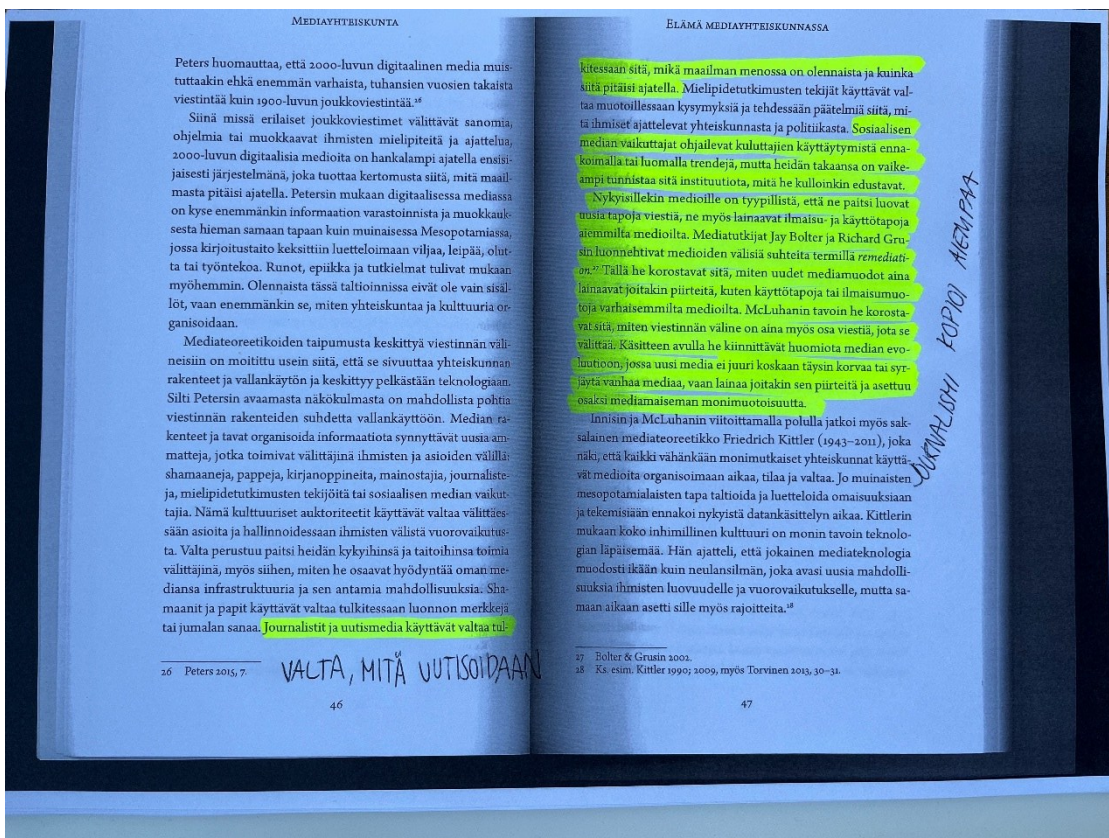 MEDIAYHTEISKUNTA
Peters huomauttaa, että 2000-luvun digitaalinen media muis-
tuttaakin ehkä enemmän varhaista, tuhansien vuosien takaista
viestintää kuin 1900-luvun joukkoviestintää.²⁶
Siinä missä erilaiset joukkoviestimet välittävät sanomia,
ohjelmia tai muokkaavat ihmisten mielipiteitä ja ajattelua,
2000-luvun digitaalisia medioita on hankalampi ajatella ensisi-
jaisesti järjestelmänä, joka tuottaa kertomusta siitä, mitä maail-
masta pitäisi ajatella. Petersin mukaan digitaalisessa mediassa
on kyse enemmänkin informaation varastoinnista ja muokkauk-
sesta hieman samaan tapaan kuin muinaisessa Mesopotamiassa,
jossa kirjoitustaito keksittiin luetteloimaan viljaa, leipää, olut-
ta tai työntekoa. Runot, epiikka ja tutkielmat tulivat mukaan
myöhemmin. Olennaista tässä taltioinnissa eivät ole vain sisäl-
löt, vaan enemmänkin se, miten yhteiskuntaa ja kulttuuria or-
ganisoidaan.
Mediateoreetikoiden taipumusta keskittyä viestinnän väli-
neisiin on moitittu usein siitä, että se sivuuttaa yhteiskunnan
rakenteet ja vallankäytön ja keskittyy pelkästään teknologiaan.
Silti Petersin avaamasta näkökulmasta on mahdollista pohtia
viestinnän rakenteiden suhdetta vallankäyttöön. Median ra-
kenteet ja tavat organisoida informaatiota synnyttävät uusia am-
matteja, jotka toimivat välittäjinä ihmisten ja asioiden välillä:
shamaaneja, pappeja, kirjanoppineita, mainostajia, journaliste-
ja, mielipidetutkimusten tekijöitä tai sosiaalisen median vaikut-
tajia. Nämä kulttuuriset auktoriteetit käyttävät valtaa välittäes-
sään asioita ja hallinnoidessaan ihmisten välistä vuorovaikutus-
ta. Valta perustuu paitsi heidän kykyihinsä ja taitoihinsa toimia
välittäjinä, myös siihen, miten he osaavat hyödyntää oman me-
diansa infrastruktuuria ja sen antamia mahdollisuuksia. Sha-
maanit ja papit käyttävät valtaa tulkitessaan luonnon merkkejä
tai jumalan sanaa. Journalistit ja uutismedia käyttävät valtaa tul-
26 Peters 2015, 7.
VALTA, MITÄ UUTISOIDAAN
46
ELÄMÄ MEDIAYHTEISKUNNASSA
kitessaan sitä, mikä maailman menossa on olennaista ja kuinka
siitä pitäisi ajatella. Mielipidetutkimusten tekijät käyttävät val-
taa muotoillessaan kysymyksiä ja tehdessään päätelmiä siitä, mi-
tä ihmiset ajattelevat yhteiskunnasta ja politiikasta. Sosiaalisen
median vaikuttajat ohjailevat kuluttajien käyttäytymistä enna-
koimalla tai luomalla trendejä, mutta heidän takaansa on vaike-
ampi tunnistaa sitä instituutiota, mitä he kulloinkin edustavat.
Nykyisillekin medioille on tyypillistä, että ne paitsi luovat
uusia tapoja viestiä, ne myös lainaavat ilmaisu- ja käyttötapoja
aiemmilta medioilta. Mediatutkijat Jay Bolter ja Richard Gru-
sin luonnehtivat medioiden välisiä suhteita termillä remediati-
on.²⁷ Tällä he korostavat sitä, miten uudet mediamuodot aina
lainaavat joitakin piirteitä, kuten käyttötapoja tai ilmaisumuo-
toja varhaisemmilta medioilta. McLuhanin tavoin he korosta-
vat sitä, miten viestinnän väline on aina myös osa viestiä, jota se
välittää. Käsitteen avulla he kiinnittävät huomiota median evo-
luutioon, jossa uusi media ei juuri koskaan täysin korvaa tai syr-
jäytä vanhaa mediaa, vaan lainaa joitakin sen piirteitä ja asettuu
osaksi mediamaiseman monimuotoisuutta.
Innisin ja McLuhanin viitoittamalla polulla jatkoi myös sak-
salainen mediateoreetikko Friedrich Kittler (1943–2011), joka
näki, että kaikki vähänkään monimutkaiset yhteiskunnat käyttä-
vät medioita organisoimaan aikaa, tilaa ja valtaa. Jo muinaisten
mesopotamialaisten tapa taltioida ja luetteloida omaisuuksiaan
ja tekemisiään ennakoi nykyistä datankäsittelyn aikaa. Kittlerin
mukaan koko inhimillinen kulttuuri on monin tavoin teknolo-
gian läpäisemää. Hän ajatteli, että jokainen mediateknologia
muodosti ikään kuin neulansilmän, joka avasi uusia mahdolli-
suuksia ihmisten luovuudelle ja vuorovaikutukselle, mutta sa-
maan aikaan asetti sille myös rajoitteita.²⁸
27 Bolter & Grusin 2002.
28 Ks. esim. Kittler 1990; 2009, myös Torvinen 2013, 30–31.
47
JOURNALISMI KOPIOI AIEMPAA